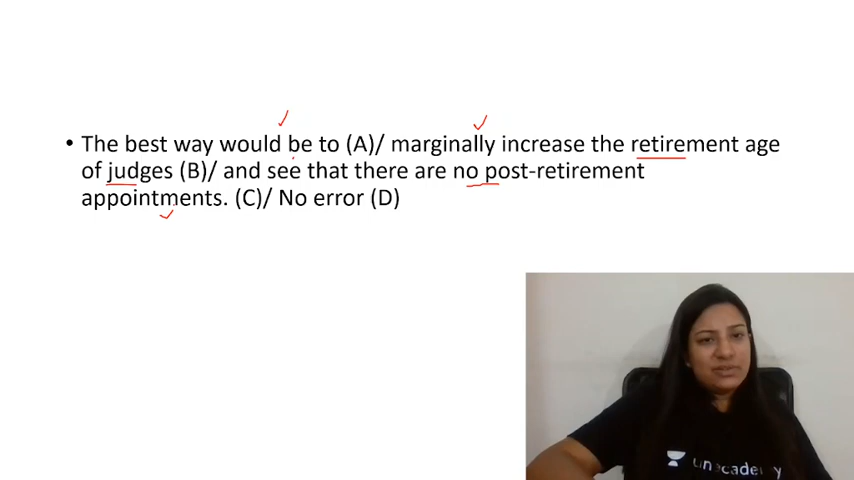 • The best way would be to (A)/ marginally increase the retirement age
of judges (B)/ and see that there are no post-retirement
appointments. (C)/ No error (D)
unacademy